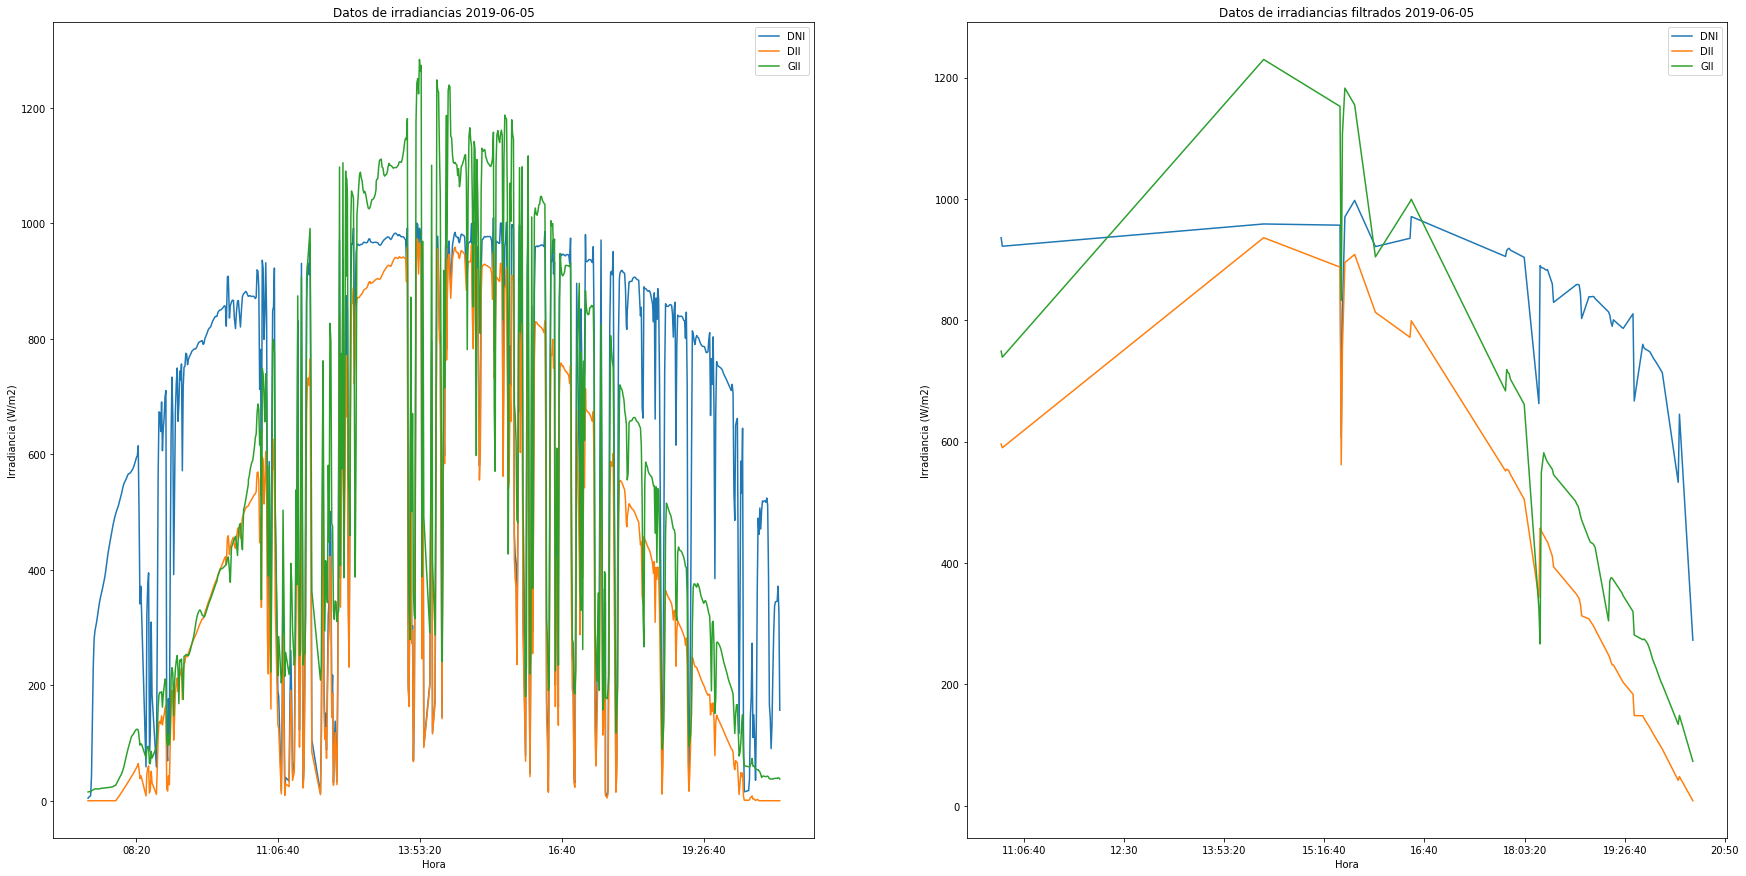 Datos de irradiancias 2019-06-05
DNI
DII
GII
1200
1000
800
600
400
200
0
Irradiancia (W/m2)
08:20
11:06:40
13:53:20
16:40
19:26:40
Hora
Datos de irradiancias filtrados 2019-06-05
DNI
DII
GII
1200
1000
800
600
400
200
0
Irradiancia (W/m2)
11:06:40
12:30
13:53:20
15:16:40
16:40
18:03:20
19:26:40
20:50
Hora